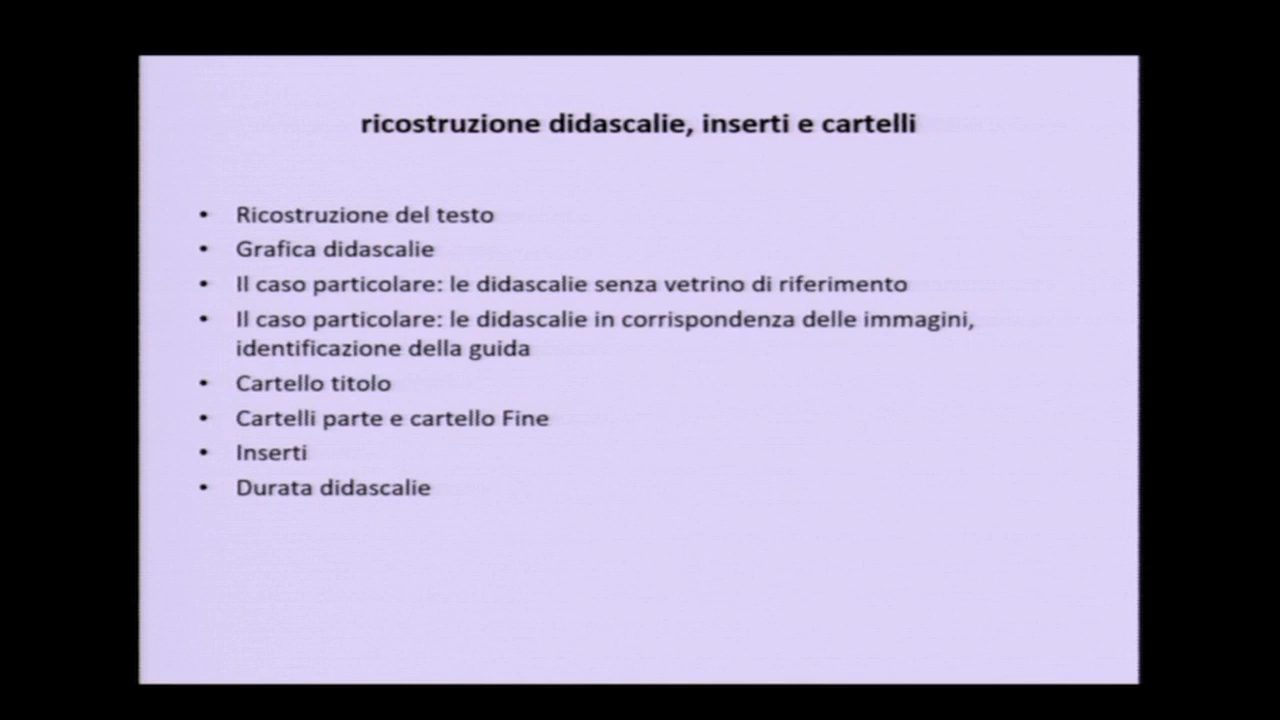 ricostruzione didascalie, inserti e cartelli
• Ricostruzione del testo
• Grafica didascalie
• Il caso particolare: le didascalie senza vetrino di riferimento
• Il caso particolare: le didascalie in corrispondenza delle immagini,
identificazione della guida
• Cartello titolo
• Cartelli parte e cartello Fine
• Inserti
• Durata didascalie